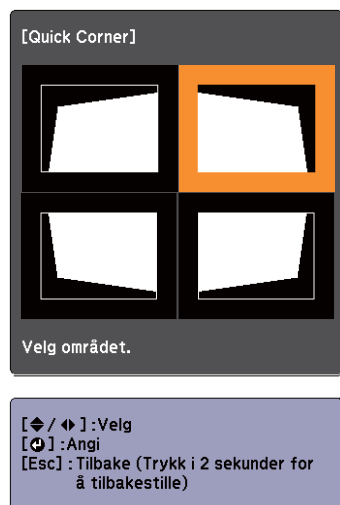 [Quick Corner]
Velg området.
[⬍/⬌] :Velg
[⏎] :Angi
[Esc] :Tilbake (Trykk i 2 sekunder for
å tilbakestille)